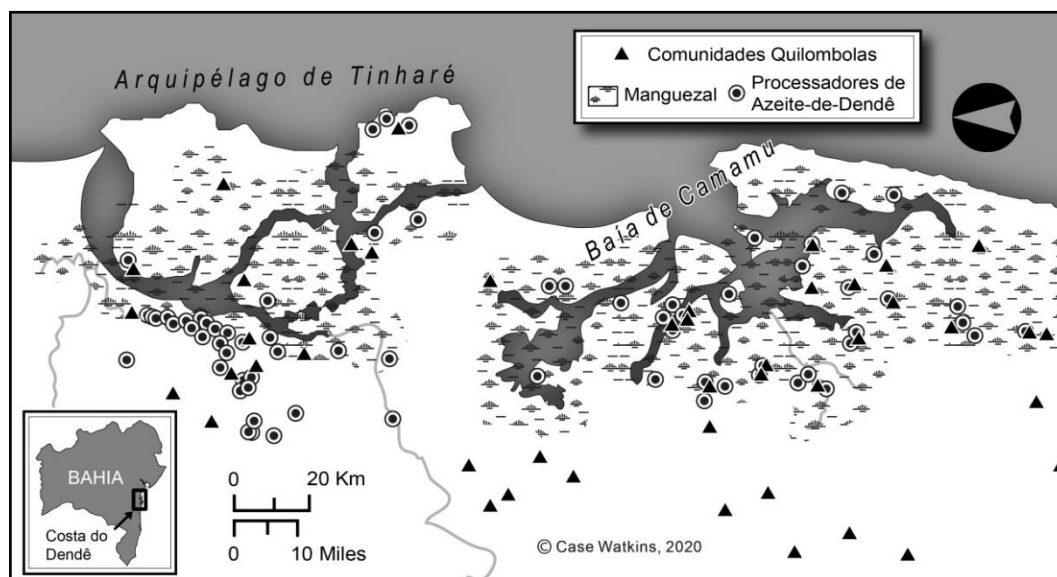 Arquipélago de Tinharé
Comunidades Quilombolas
Manguezal
Processadores de
Azeite-de-Dendê
Baía de Camamu
BAHIA
Costa do
Dendê
0 20 Km
0 10 Miles
© Case Watkins, 2020